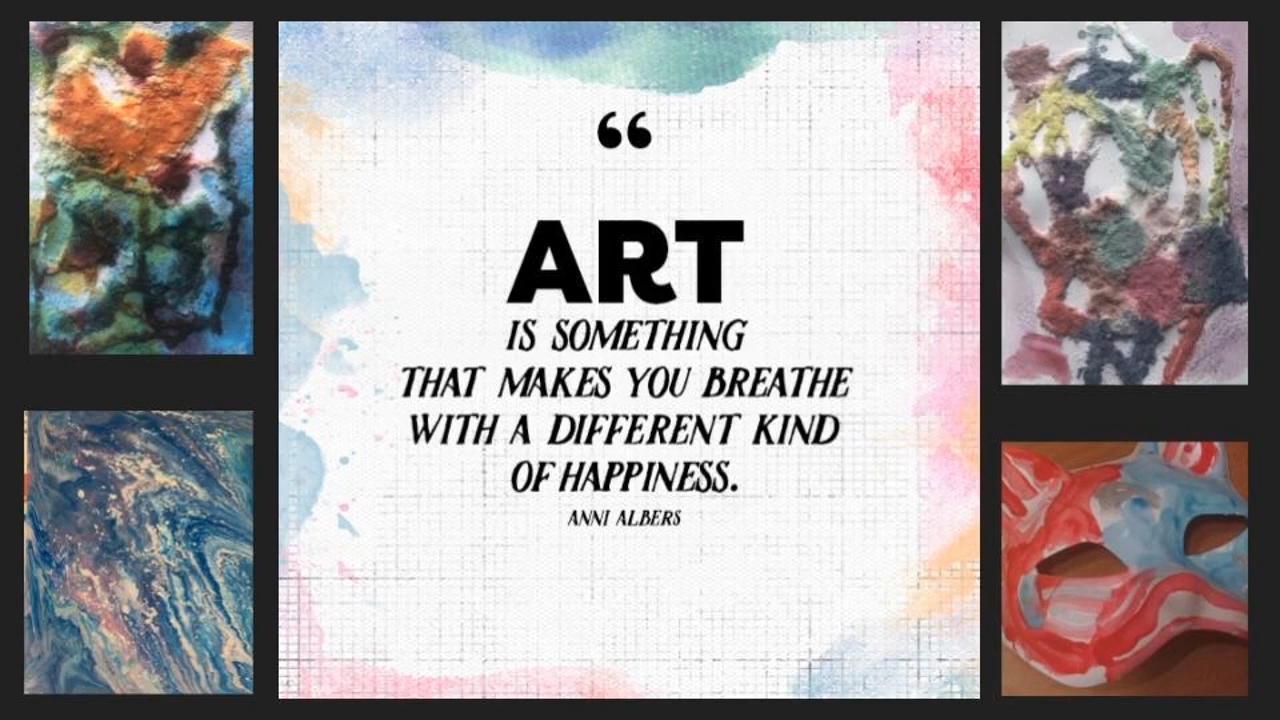 “
ART
IS SOMETHING
THAT MAKES YOU BREATHE
WITH A DIFFERENT KIND
OF HAPPINESS.
ANNI ALBERS